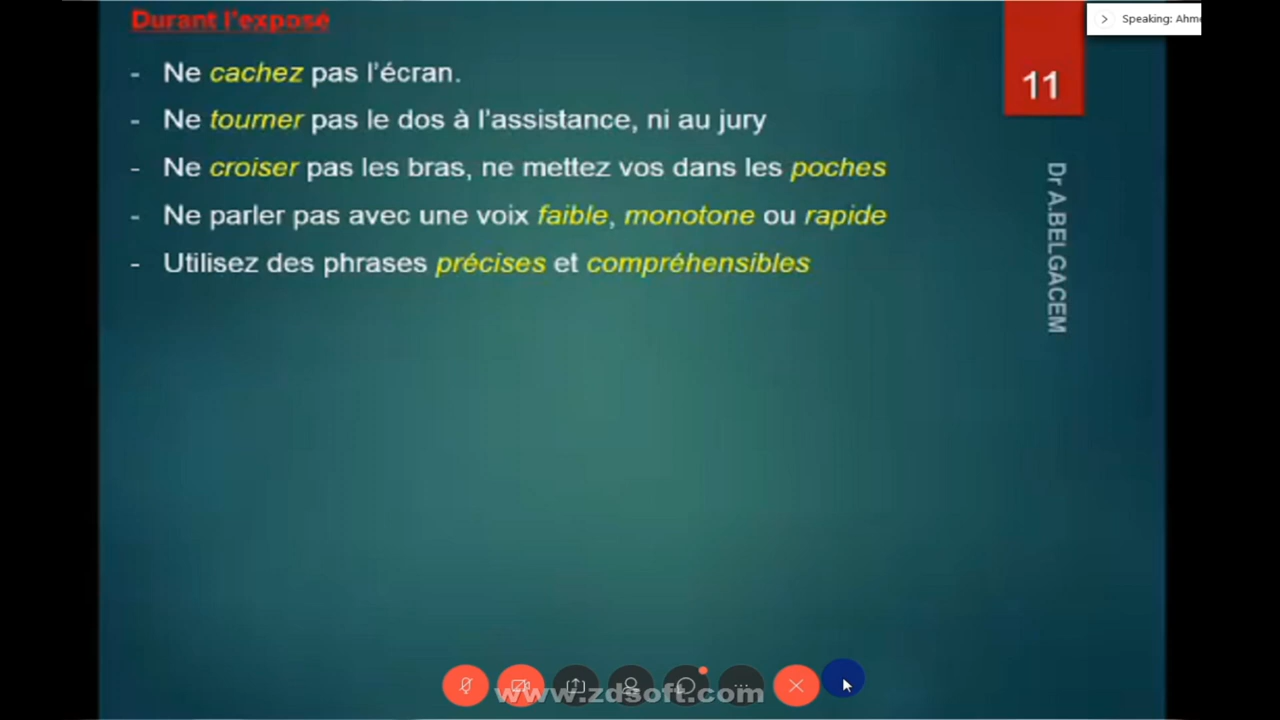 Durant l'exposé
- Ne cachez pas l'écran.
- Ne tourner pas le dos à l'assistance, ni au jury
- Ne croiser pas les bras, ne mettez vos dans les poches
- Ne parler pas avec une voix faible, monotone ou rapide
- Utilisez des phrases précises et compréhensibles
11
Dr A.BELGACEM
Speaking: Ahme
www.zdsoft.com